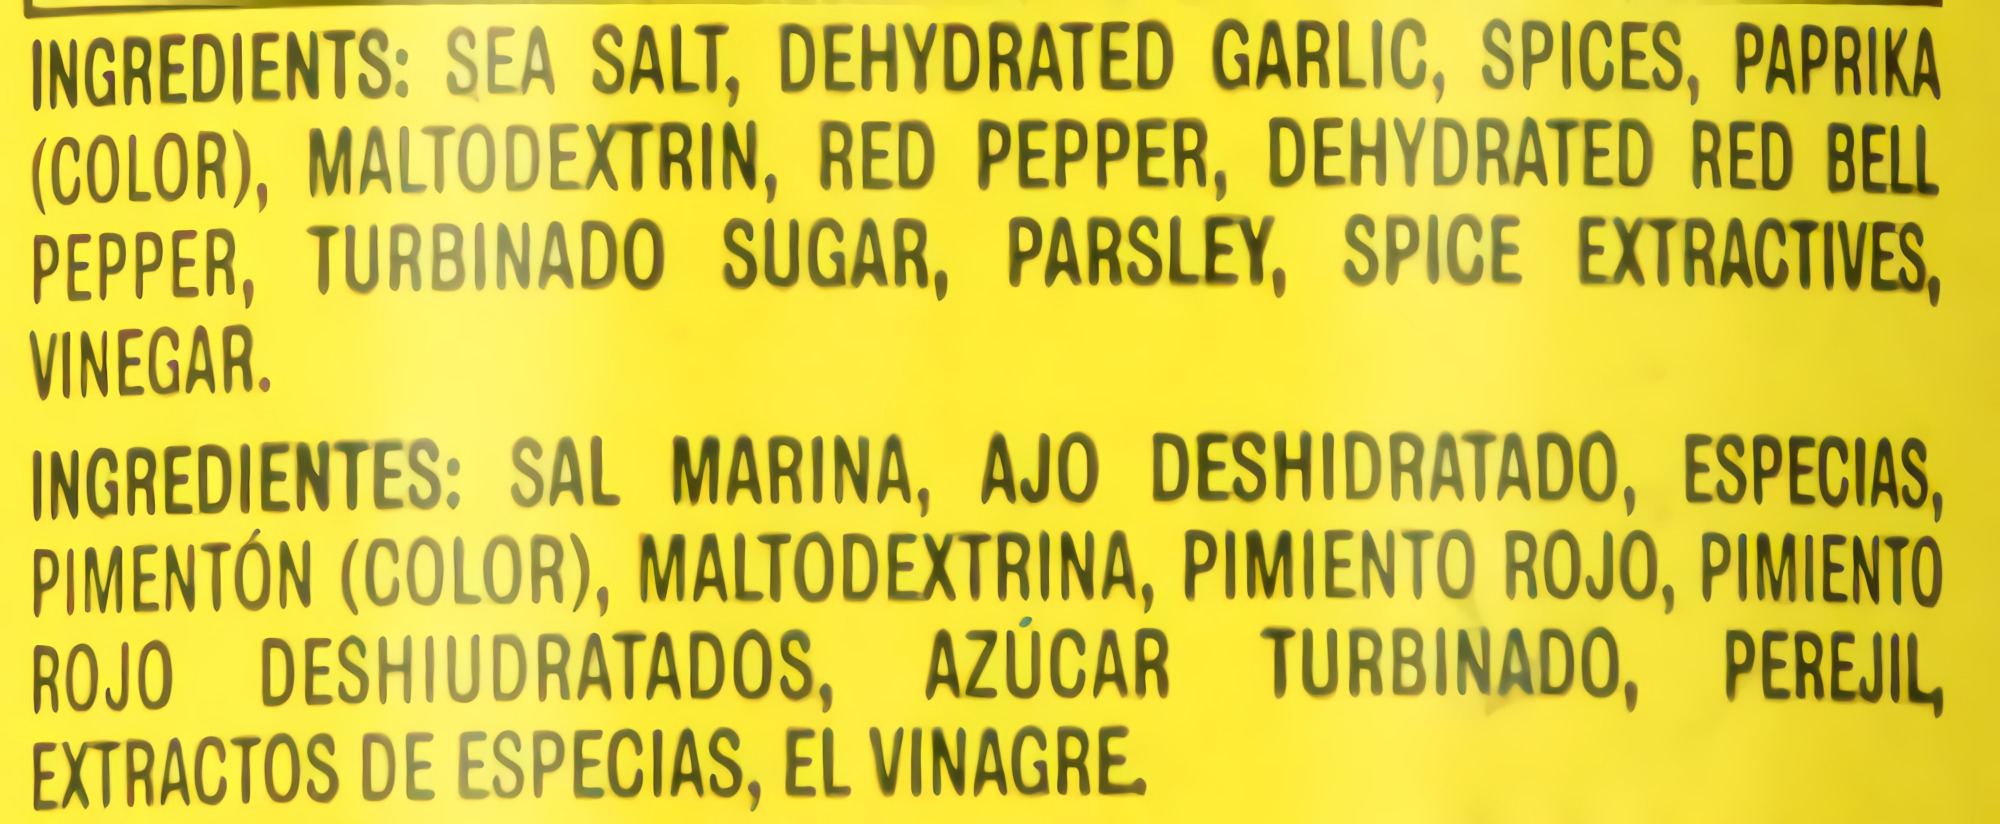 INGREDIENTS: SEA SALT, DEHYDRATED GARLIC, SPICES, PAPRIKA
(COLOR), MALTODEXTRIN, RED PEPPER, DEHYDRATED RED BELL
PEPPER, TURBINADO SUGAR, PARSLEY, SPICE EXTRACTIVES,
VINEGAR.
INGREDIENTES: SAL MARINA, AJO DESHIDRATADO, ESPECIAS,
PIMENTÓN (COLOR), MALTODEXTRINA, PIMIENTO ROJO, PIMIENTO
ROJO DESHIUDRATADOS, AZÚCAR TURBINADO, PEREJIL,
EXTRACTOS DE ESPECIAS, EL VINAGRE.